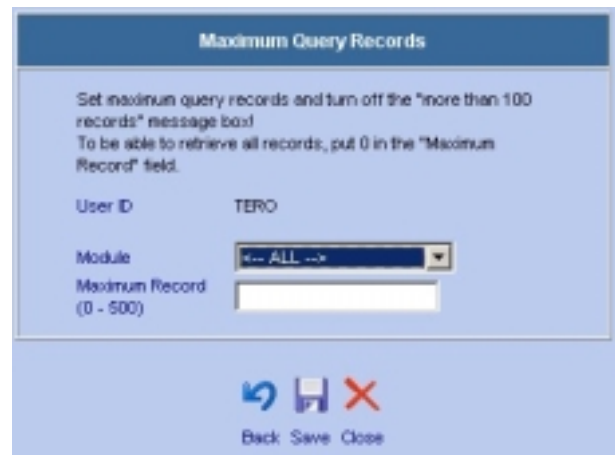 Maximum Query Records
Set maximum query records and turn off the "more than 100
records" message box!
To be able to retrieve all records, put 0 in the "Maximum
Record" field.
User ID TERO
Module <-- ALL -->
Maximum Record
(0 - 500)
Back Save Close